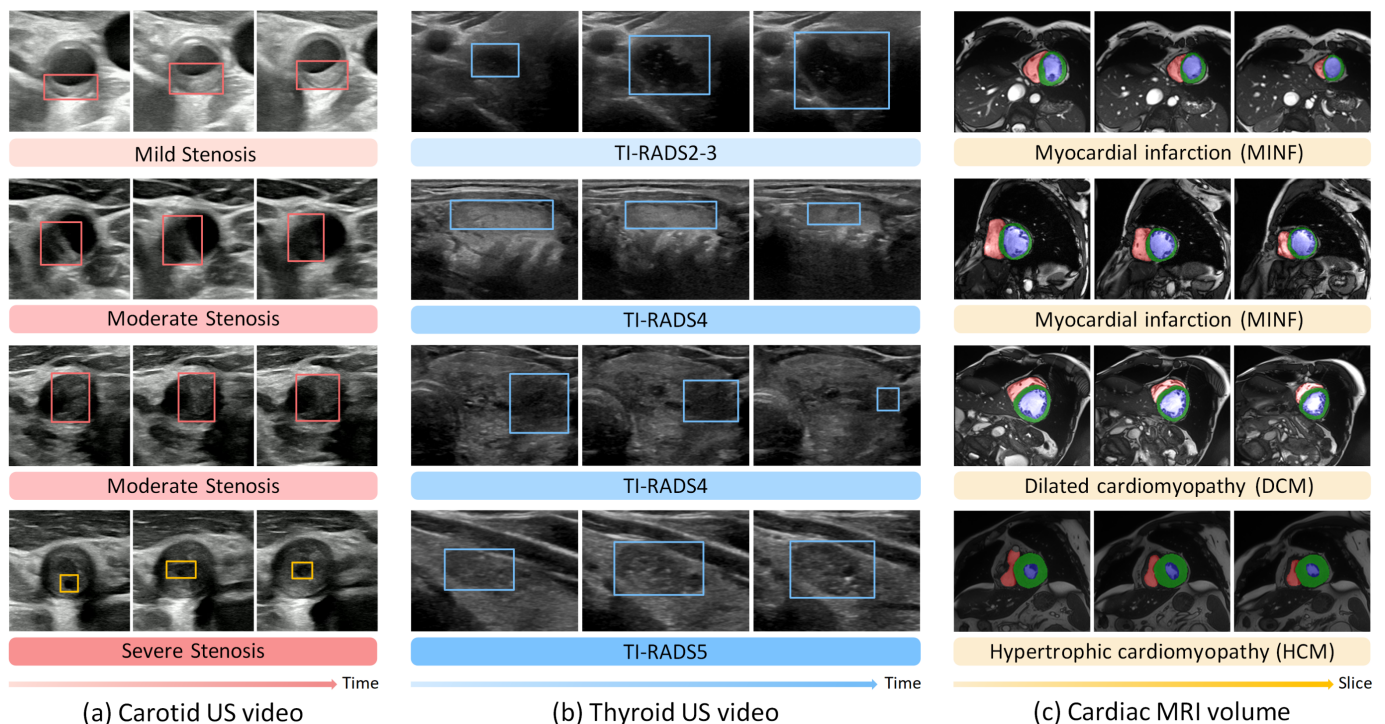 Mild Stenosis
TI-RADS2-3
Myocardial infarction (MINF)
Moderate Stenosis
TI-RADS4
Myocardial infarction (MINF)
Moderate Stenosis
TI-RADS4
Dilated cardiomyopathy (DCM)
Severe Stenosis
TI-RADS5
Hypertrophic cardiomyopathy (HCM)
Time
Time
Slice
(a) Carotid US video
(b) Thyroid US video
(c) Cardiac MRI volume